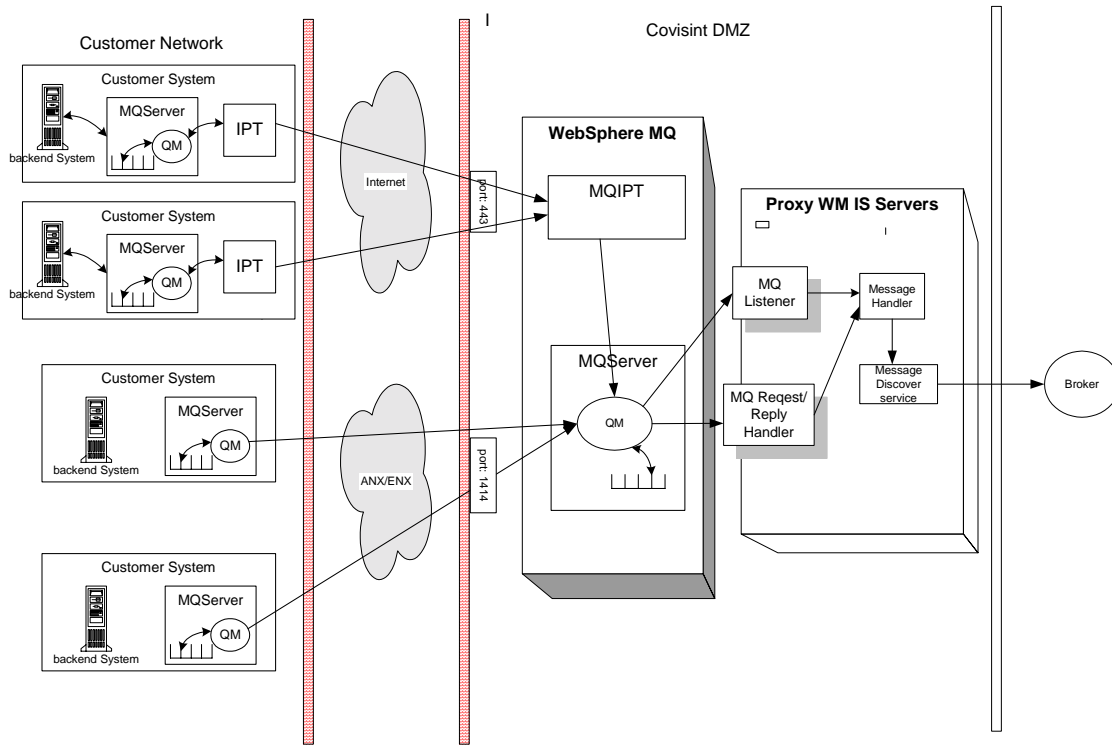 Customer Network
Covisint DMZ
Customer System
MQServer
QM
IPT
backend System
Customer System
MQServer
QM
IPT
backend System
Customer System
MQServer
QM
backend System
Customer System
MQServer
QM
backend System
Internet
ANX/ENX
port: 443
port: 1414
WebSphere MQ
MQIPT
MQServer
QM
Proxy WM IS Servers
MQ
Listener
MQ Reqest/
Reply
Handler
Message
Handler
Message
Discover
service
Broker